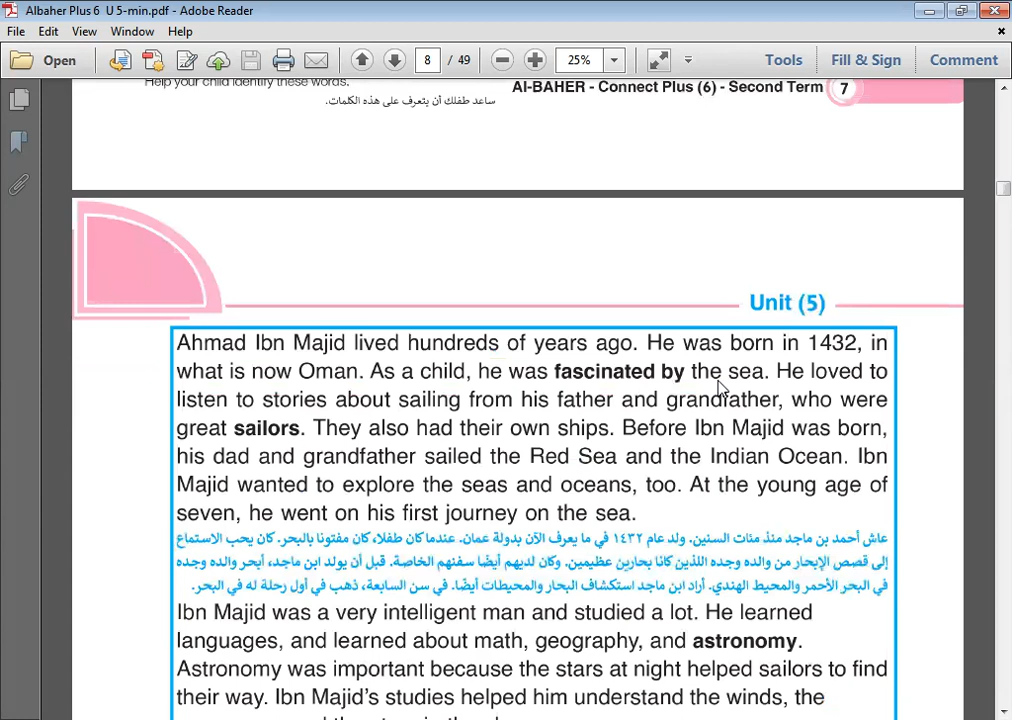 Albaher Plus 6 U 5-min.pdf - Adobe Reader
File Edit View Window Help
Open 8 / 49 25% Tools Fill & Sign Comment
Help your child identify these words.
ساعد طفلك أن يتعرف على هذه الكلمات.
Al-BAHER - Connect Plus (6) - Second Term 7
Unit (5)
Ahmad Ibn Majid lived hundreds of years ago. He was born in 1432, in
what is now Oman. As a child, he was fascinated by the sea. He loved to
listen to stories about sailing from his father and grandfather, who were
great sailors. They also had their own ships. Before Ibn Majid was born,
his dad and grandfather sailed the Red Sea and the Indian Ocean. Ibn
Majid wanted to explore the seas and oceans, too. At the young age of
seven, he went on his first journey on the sea.
عاش أحمد بن ماجد منذ مئات السنين. ولد عام ١٤٣٢ في ما يعرف الآن بدولة عمان. عندما كان طفلا، كان مفتونا بالبحر. كان يحب الاستماع
إلى قصص الإبحار من والده وجده اللذين كانا بحارين عظيمين. وكان لديهم أيضًا سفنهم الخاصة. قبل أن يولد ابن ماجد، أبحر والده وجده
في البحر الأحمر والمحيط الهندي. أراد ابن ماجد استكشاف البحار والمحيطات أيضًا. في سن السابعة، ذهب في أول رحلة له في البحر.
Ibn Majid was a very intelligent man and studied a lot. He learned
languages, and learned about math, geography, and astronomy.
Astronomy was important because the stars at night helped sailors to find
their way. Ibn Majid's studies helped him understand the winds, the